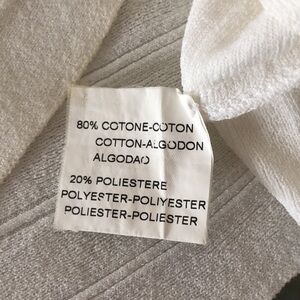 80% COTONE-COTON
COTTON-ALGODON
ALGODAO
20% POLIESTERE
POLYESTER-POLIYESTER
POLIESTER-POLIESTER